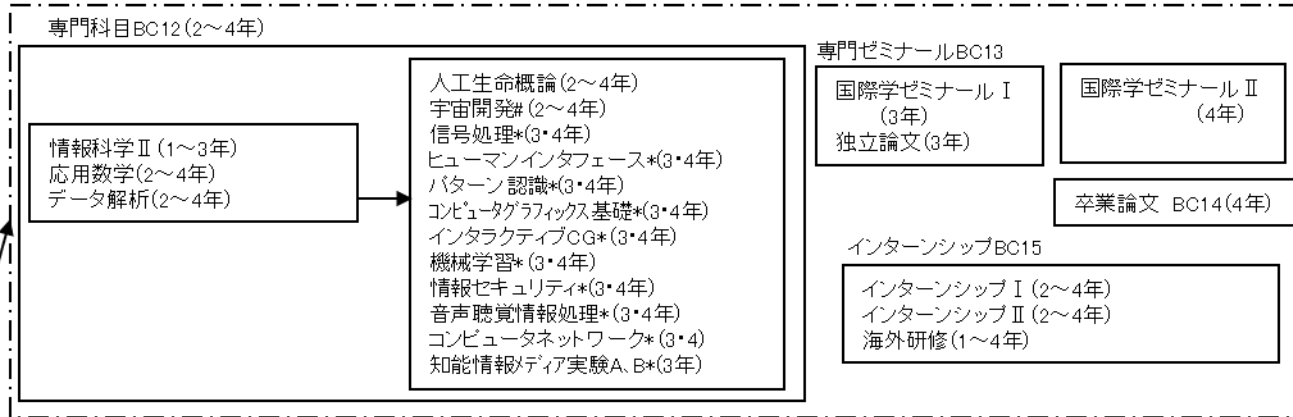 専門科目BC12(2～4年)
情報科学Ⅱ(1～3年)
応用数学(2～4年)
データ解析(2～4年)
人工生命概論(2～4年)
宇宙開発#(2～4年)
信号処理*(3・4年)
ヒューマンインタフェース*(3・4年)
パターン認識*(3・4年)
コンピュータグラフィックス基礎*(3・4年)
インタラクティブCG*(3・4年)
機械学習*(3・4年)
情報セキュリティ*(3・4年)
音声聴覚情報処理*(3・4年)
コンピュータネットワーク*(3・4)
知能情報メディア実験A、B*(3年)
専門ゼミナールBC13
国際学ゼミナールⅠ
(3年)
独立論文(3年)
国際学ゼミナールⅡ
(4年)
卒業論文 BC14(4年)
インターンシップBC15
インターンシップⅠ(2～4年)
インターンシップⅡ(2～4年)
海外研修(1～4年)